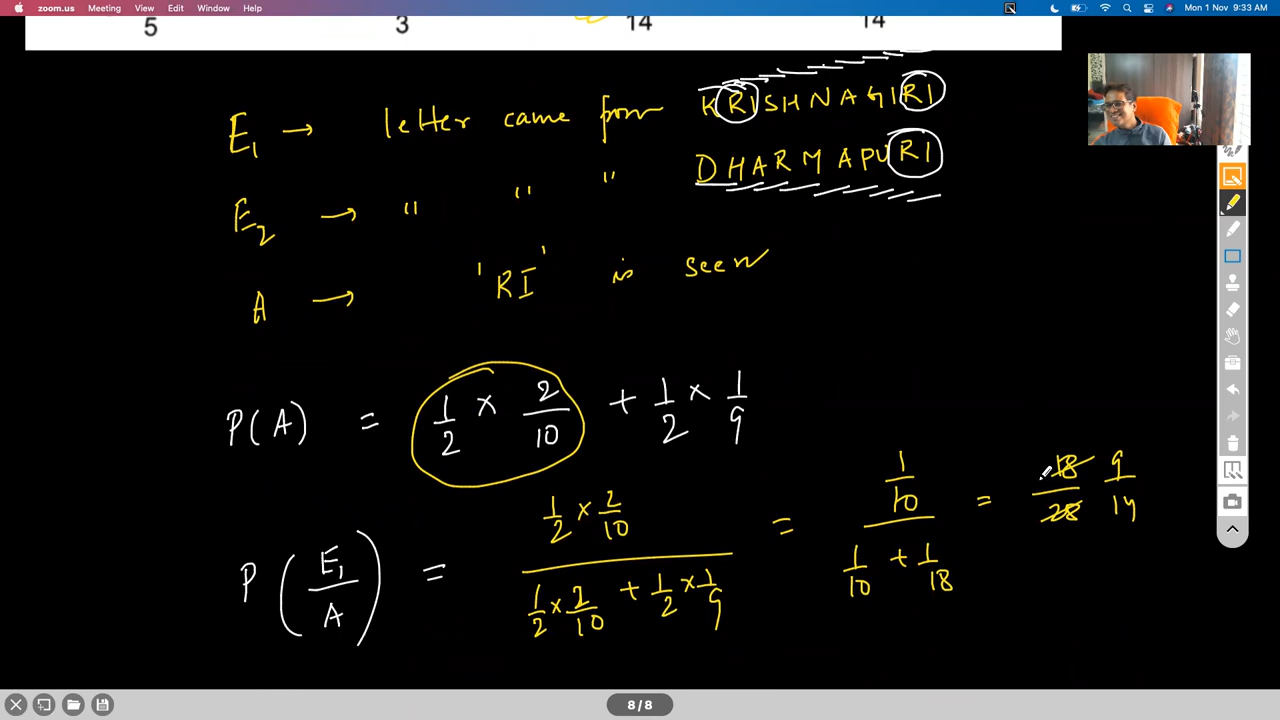 zoom.us Meeting View Edit Window Help Mon 1 Nov 9:33 AM
5 3 14 14
E1 → letter came from KRISHNAGIRI
E2 → " " " DHARMAPURI
A → 'RI' is seen
P(A) = 1/2 × 2/10 + 1/2 × 1/9
P(E1/A) = (1/2 × 2/10)/(1/2 × 2/10 + 1/2 × 1/9) = (1/10)/(1/10 + 1/18) = 18/28 9/14
8/8